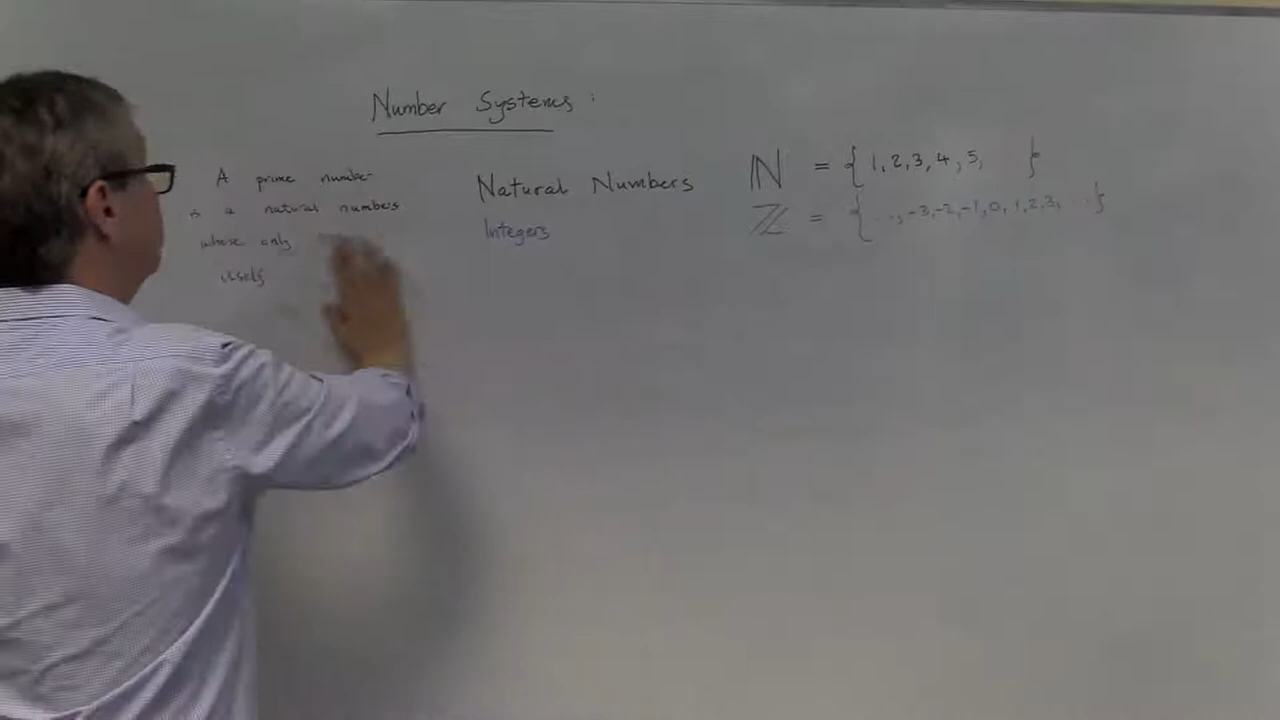 Number Systems :
A prime number
is a natural numbers
whose only
itself
Natural Numbers ℕ = { 1, 2, 3, 4, 5, }
Integers ℤ = { ..., -3, -2, -1, 0, 1, 2, 3, .. }